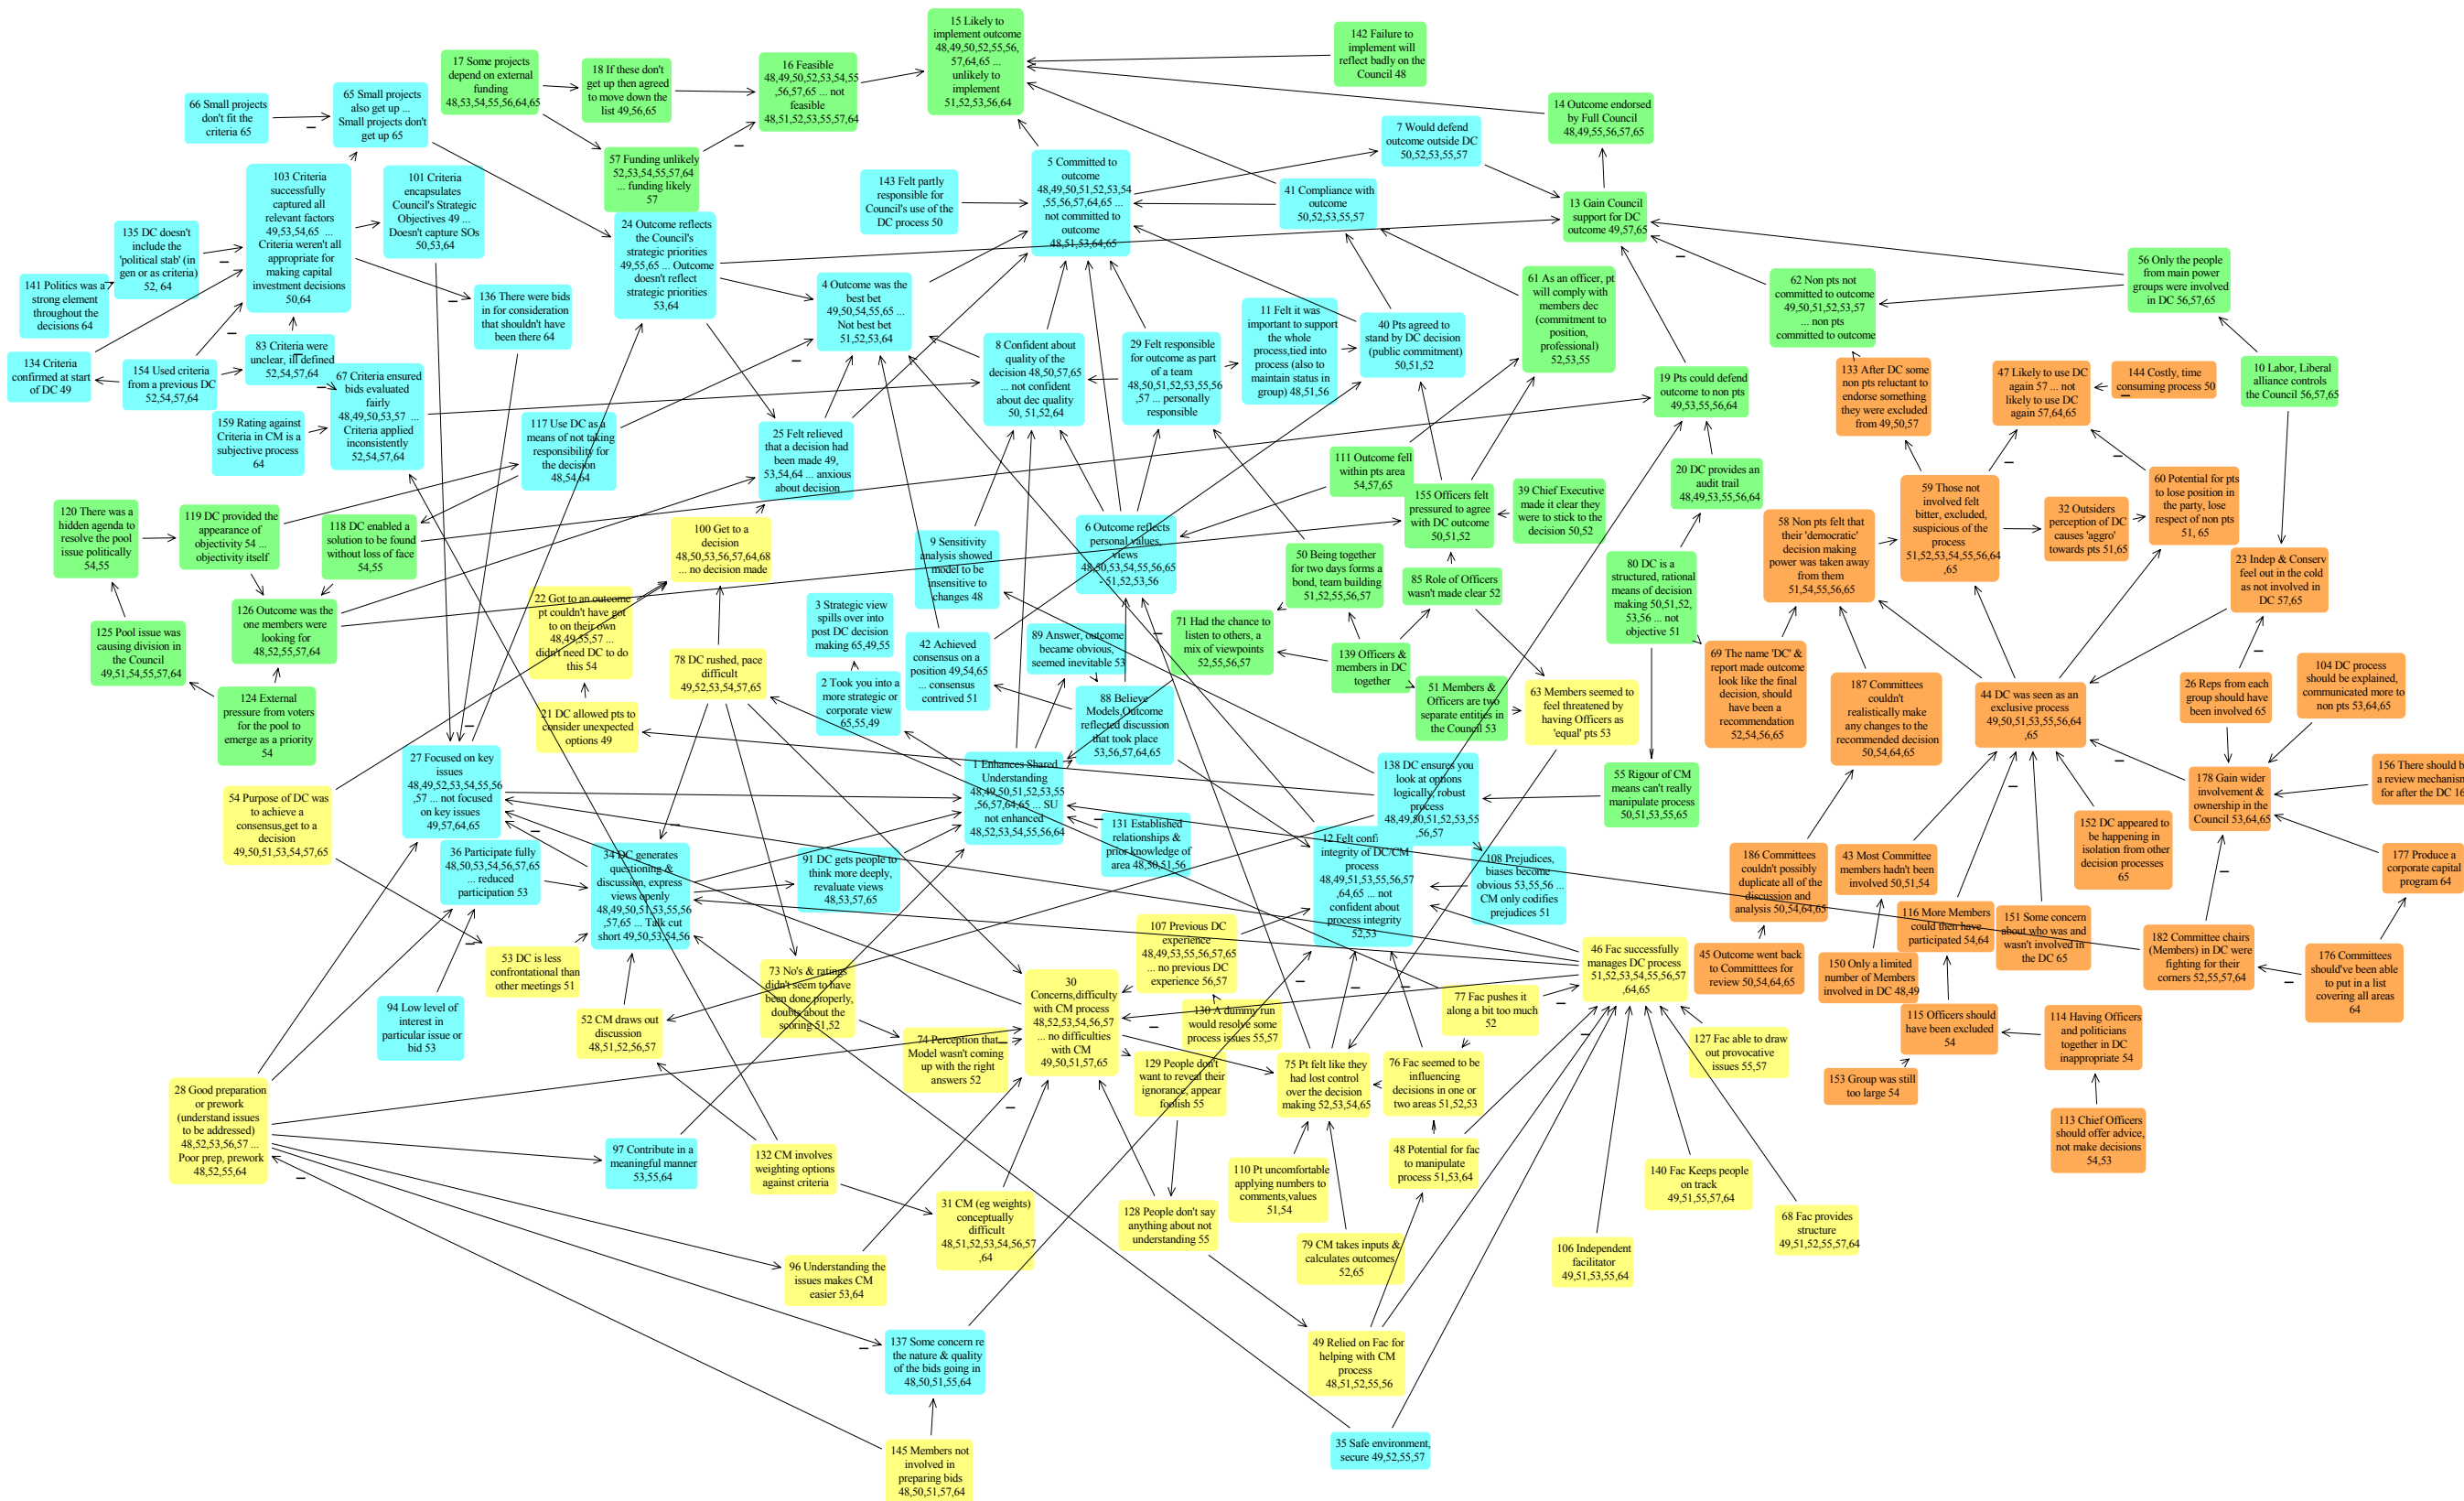 15 Likely to
implement outcome
48,49,50,52,55,56,
57,64,65 ...
unlikely to
implement
51,52,53,56,64
142 Failure to
implement will
reflect badly on the
Council 48
17 Some projects
depend on external
funding
48,53,54,55,56,64,65
18 If these don't
get up then agreed
to move down the
list 49,56,65
16 Feasible
48,49,50,52,53,54,55
,56,57,65 ... not
feasible
48,51,52,53,55,57,64
66 Small projects
don't fit the
criteria 65
65 Small projects
also get up ...
Small projects don't
get up 65
14 Outcome endorsed
by Full Council
48,49,55,56,57,65
7 Would defend
outcome outside DC
50,52,53,55,57
57 Funding unlikely
52,53,54,55,57,64
... funding likely
57
103 Criteria
successfully
captured all
relevant factors
49,53,54,65 ...
Criteria weren't all
appropriate for
making capital
investment decisions
50,64
101 Criteria
encapsulates
Council's Strategic
Objectives 49 ...
Doesn't capture SOs
50,53,64
143 Felt partly
responsible for
Council's use of the
DC process 50
5 Committed to
outcome
48,49,50,51,52,53,54
,55,56,57,64,65 ...
not committed to
outcome
48,51,53,64,65
41 Compliance with
outcome
50,52,53,55,57
13 Gain Council
support for DC
outcome 49,57,65
135 DC doesn't
include the
'political stab' (in
gen or as criteria)
52, 64
24 Outcome reflects
the Council's
strategic priorities
49,55,65 ... Outcome
doesn't reflect
strategic priorities
53,64
141 Politics was a
strong element
throughout the
decisions 64
136 There were bids
in for consideration
that shouldn't have
been there 64
4 Outcome was the
best bet
49,50,54,55,65 ...
Not best bet
51,52,53,64
61 As an officer, pt
will comply with
members dec
(commitment to
position,
professional)
52,53,55
62 Non pts not
committed to outcome
49,50,51,52,53,57
... non pts
committed to outcome
56 Only the people
from main power
groups were involved
in DC 56,57,65
134 Criteria
confirmed at start
of DC 49
154 Used criteria
from a previous DC
52,54,57,64
83 Criteria were
unclear, ill defined
52,54,57,64
67 Criteria ensured
bids evaluated
fairly
48,49,50,53,57 ...
Criteria applied
inconsistently
52,54,57,64
8 Confident about
quality of the
decision 48,50,57,65
... not confident
about dec quality
50, 51,52,64
29 Felt responsible
for outcome as part
of a team
48,50,51,52,53,55,56
,57 ... personally
responsible
11 Felt it was
important to support
the whole
process,tied into
process (also to
maintain status in
group) 48,51,56
40 Pts agreed to
stand by DC decision
(public commitment)
50,51,52
19 Pts could defend
outcome to non pts
49,53,55,56,64
133 After DC some
non pts reluctant to
endorse something
they were excluded
from 49,50,57
47 Likely to use DC
again 57 ... not
likely to use DC
again 57,64,65
144 Costly, time
consuming process 50
10 Labor, Liberal
alliance controls
the Council 56,57,65
159 Rating against
Criteria in CM is a
subjective process
64
117 Use DC as a
means of not taking
responsibility for
the decision
48,54,64
25 Felt relieved
that a decision had
been made 49,
53,54,64 ... anxious
about decision
111 Outcome fell
within pts area
54,57,65
155 Officers felt
pressured to agree
with DC outcome
50,51,52
39 Chief Executive
made it clear they
were to stick to the
decision 50,52
20 DC provides an
audit trail
48,49,53,55,56,64
59 Those not
involved felt
bitter, excluded,
suspicious of the
process
51,52,53,54,55,56,64
,65
32 Outsiders
perception of DC
causes 'aggro'
towards pts 51,65
60 Potential for pts
to lose position in
the party, lose
respect of non pts
51, 65
120 There was a
hidden agenda to
resolve the pool
issue politically
54,55
119 DC provided the
appearance of
objectivity 54 ...
objectivity itself
118 DC enabled a
solution to be found
without loss of face
54,55
100 Get to a
decision
48,50,53,56,57,64,68
... no decision made
9 Sensitivity
analysis showed
model to be
insensitive to
changes 48
6 Outcome reflects
personal values,
views
48,50,53,54,55,56,65
... 51,52,53,56
50 Being together
for two days forms a
bond, team building
51,52,55,56,57
85 Role of Officers
wasn't made clear 52
80 DC is a
structured, rational
means of decision
making 50,51,52,
53,56 ... not
objective 51
58 Non pts felt that
their 'democratic'
decision making
power was taken away
from them
51,54,55,56,65
23 Indep & Conserv
feel out in the cold
as not involved in
DC 57,65
125 Pool issue was
causing division in
the Council
49,51,54,55,57,64
126 Outcome was the
one members were
looking for
48,52,55,57,64
22 Got to an outcome
pt couldn't have got
to on their own
48,49,55,57 ...
didn't need DC to do
this 54
3 Strategic view
spills over into
post DC decision
making 65,49,55
42 Achieved
consensus on a
position 49,54,65
... consensus
contrived 51
89 Answer, outcome
became obvious,
seemed inevitable 53
71 Had the chance to
listen to others, a
mix of viewpoints
52,55,56,57
139 Officers &
members in DC
together
69 The name 'DC' &
report made outcome
look like the final
decision, should
have been a
recommendation
52,54,56,65
187 Committees
couldn't
realistically make
any changes to the
recommended decision
50,54,64,65
44 DC was seen as an
exclusive process
49,50,51,53,55,56,64
,65
26 Reps from each
group should have
been involved 65
104 DC process
should be explained,
communicated more to
non pts 53,64,65
124 External
pressure from voters
for the pool to
emerge as a priority
54
78 DC rushed, pace
difficult
49,52,53,54,57,65
2 Took you into a
more strategic or
corporate view
65,55,49
88 Believe
Models,Outcome
reflected discussion
that took place
53,56,57,64,65
51 Members &
Officers are two
separate entities in
the Council 53
63 Members seemed to
feel threatened by
having Officers as
'equal' pts 53
21 DC allowed pts to
consider unexpected
options 49
27 Focused on key
issues
48,49,52,53,54,55,56
,57 ... not focused
on key issues
49,57,64,65
1 Enhances Shared
Understanding
48,49,50,51,52,53,55
,56,57,64,65 ... SU
not enhanced
48,52,53,54,55,56,64
138 DC ensures you
look at options
logically, robust
process
48,49,50,51,52,53,55
,56,57
55 Rigour of CM
means can't really
manipulate process
50,51,53,55,65
178 Gain wider
involvement &
ownership in the
Council 53,64,65
156 There should b
a review mechanism
for after the DC 16
54 Purpose of DC was
to achieve a
consensus,get to a
decision
49,50,51,53,54,57,65
36 Participate fully
48,50,53,54,56,57,65
... reduced
participation 53
34 DC generates
questioning &
discussion, express
views openly
48,49,50,51,53,55,56
,57,65 ... Talk cut
short 49,50,53,54,56
91 DC gets people to
think more deeply,
revaluate views
48,53,57,65
131 Established
relationships &
prior knowledge of
area 48,50,51,56
12 Felt confi
integrity of DC/CM
process
48,49,51,53,55,56,57
,64,65 ... not
confident about
process integrity
52,53
108 Prejudices,
biases become
obvious 53,55,56 ...
CM only codifies
prejudices 51
186 Committees
couldn't possibly
duplicate all of the
discussion and
analysis 50,54,64,65
43 Most Committee
members hadn't been
involved 50,51,54
152 DC appeared to
be happening in
isolation from other
decision processes
65
177 Produce a
corporate capital
program 64
53 DC is less
confrontational than
other meetings 51
107 Previous DC
experience
48,49,53,55,56,57,65
... no previous DC
experience 56,57
46 Fac successfully
manages DC process
51,52,53,54,55,56,57
,64,65
45 Outcome went back
to Committtees for
review 50,54,64,65
116 More Members
could then have
participated 54,64
151 Some concern
about who was and
wasn't involved in
the DC 65
182 Committee chairs
(Members) in DC were
fighting for their
corners 52,55,57,64
176 Committees
should've been able
to put in a list
covering all areas
64
94 Low level of
interest in
particular issue or
bid 53
52 CM draws out
discussion
48,51,52,56,57
73 No's & ratings
didn't seem to have
been done properly,
doubts about the
scoring 51,52
30
Concerns,difficulty
with CM process
48,52,53,54,56,57
... no difficulties
with CM
49,50,51,57,65
130 A dummy run
would resolve some
process issues 55,57
77 Fac pushes it
along a bit too much
52
150 Only a limited
number of Members
involved in DC 48,49
74 Perception that
Model wasn't coming
up with the right
answers 52
129 People don't
want to reveal their
ignorance, appear
foolish 55
75 Pt felt like they
had lost control
over the decision
making 52,53,54,65
76 Fac seemed to be
influencing
decisions in one or
two areas 51,52,53
127 Fac able to draw
out provocative
issues 55,57
115 Officers should
have been excluded
54
114 Having Officers
and politicians
together in DC
inappropriate 54
153 Group was still
too large 54
28 Good preparation
or prework
(understand issues
to be addressed)
48,52,53,56,57 ...
Poor prep, prework
48,52,55,64
97 Contribute in a
meaningful manner
53,55,64
132 CM involves
weighting options
against criteria
110 Pt uncomfortable
applying numbers to
comments,values
51,54
48 Potential for fac
to manipulate
process 51,53,64
140 Fac Keeps people
on track
49,51,55,57,64
113 Chief Officers
should offer advice,
not make decisions
54,53
31 CM (eg weights)
conceptually
difficult
48,51,52,53,54,56,57
,64
128 People don't say
anything about not
understanding 55
79 CM takes inputs &
calculates outcomes
52,65
106 Independent
facilitator
49,51,53,55,64
68 Fac provides
structure
49,51,52,55,57,64
96 Understanding the
issues makes CM
easier 53,64
137 Some concern re
the nature & quality
of the bids going in
48,50,51,55,64
49 Relied on Fac for
helping with CM
process
48,51,52,55,56
145 Members not
involved in
preparing bids
48,50,51,57,64
35 Safe environment,
secure 49,52,55,57